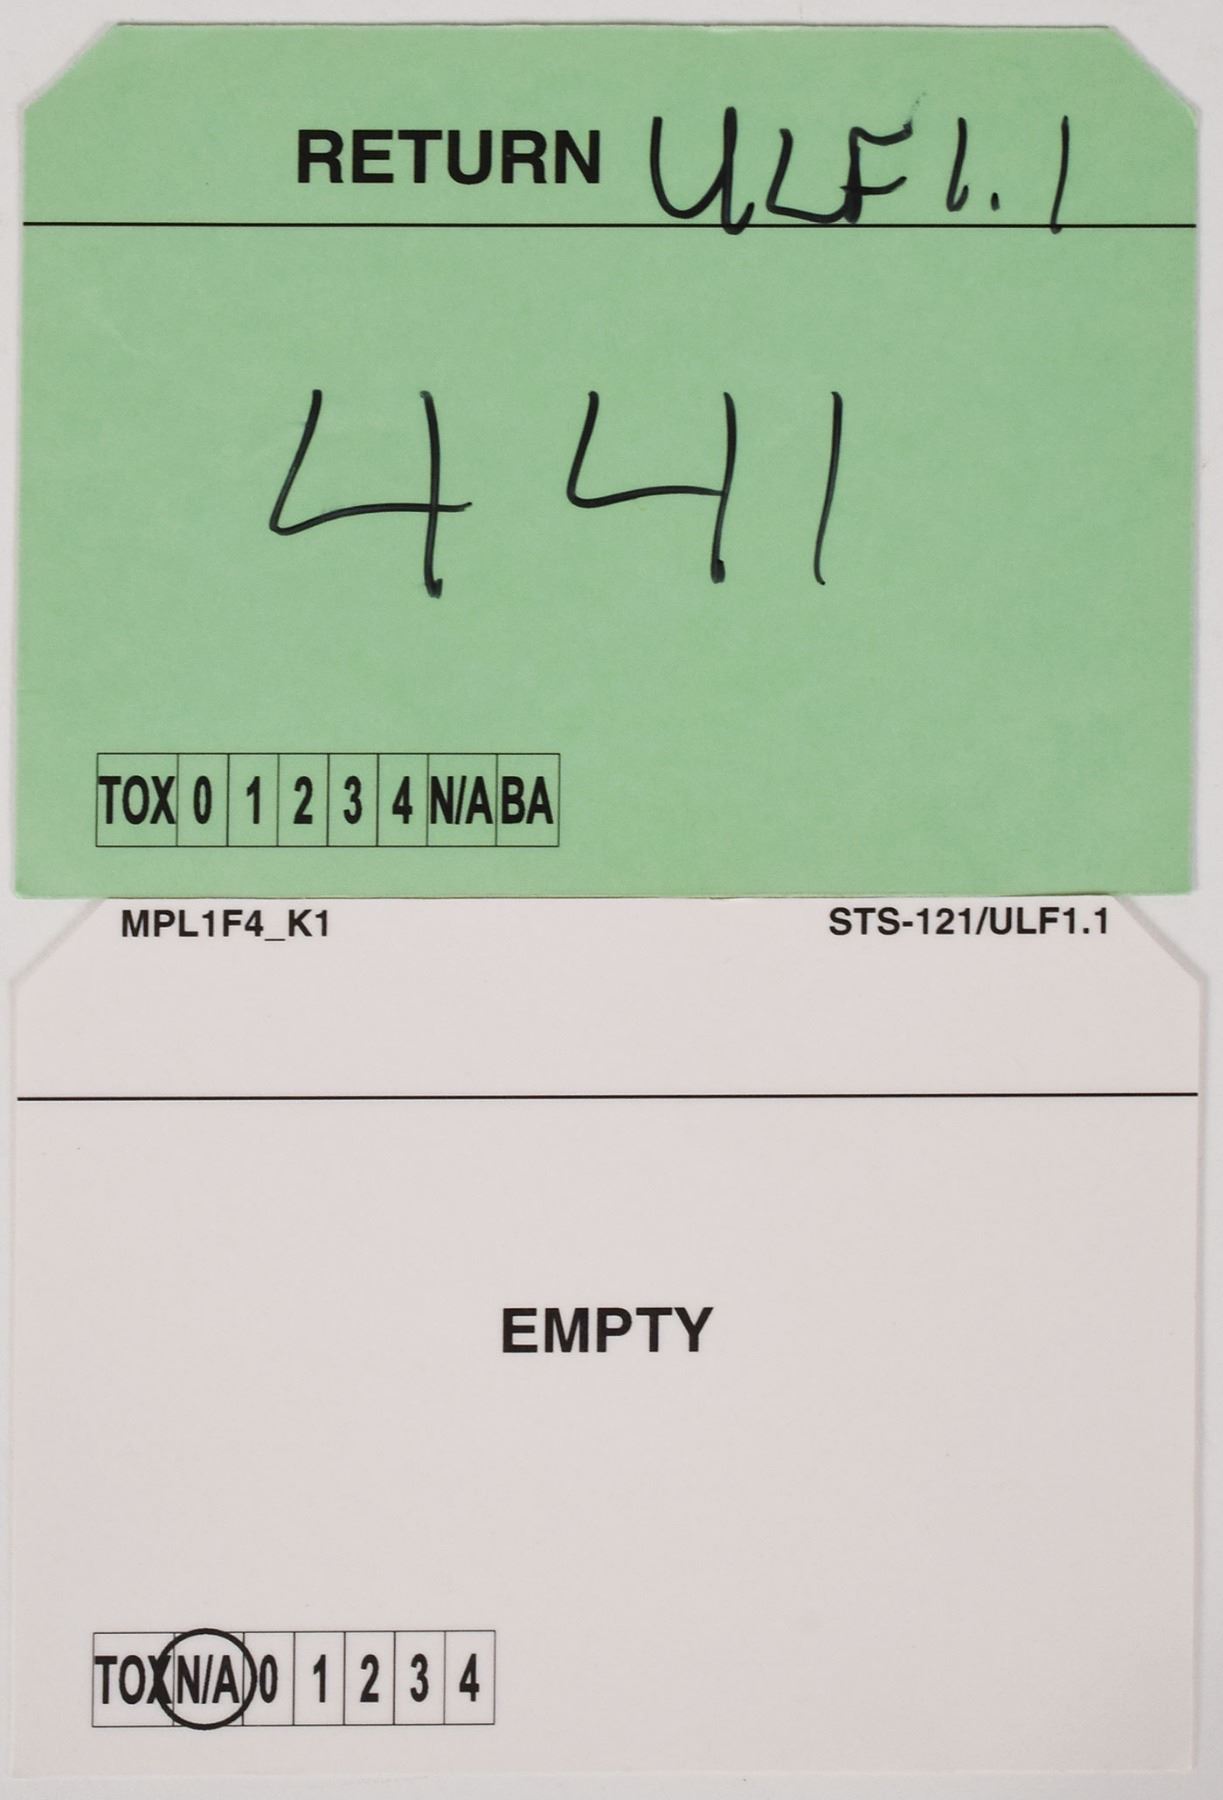 RETURN ULF1.1
441
TOX 0 1 2 3 4 N/A BA
MPL1F4_K1 STS-121/ULF1.1
EMPTY
TOX N/A 0 1 2 3 4